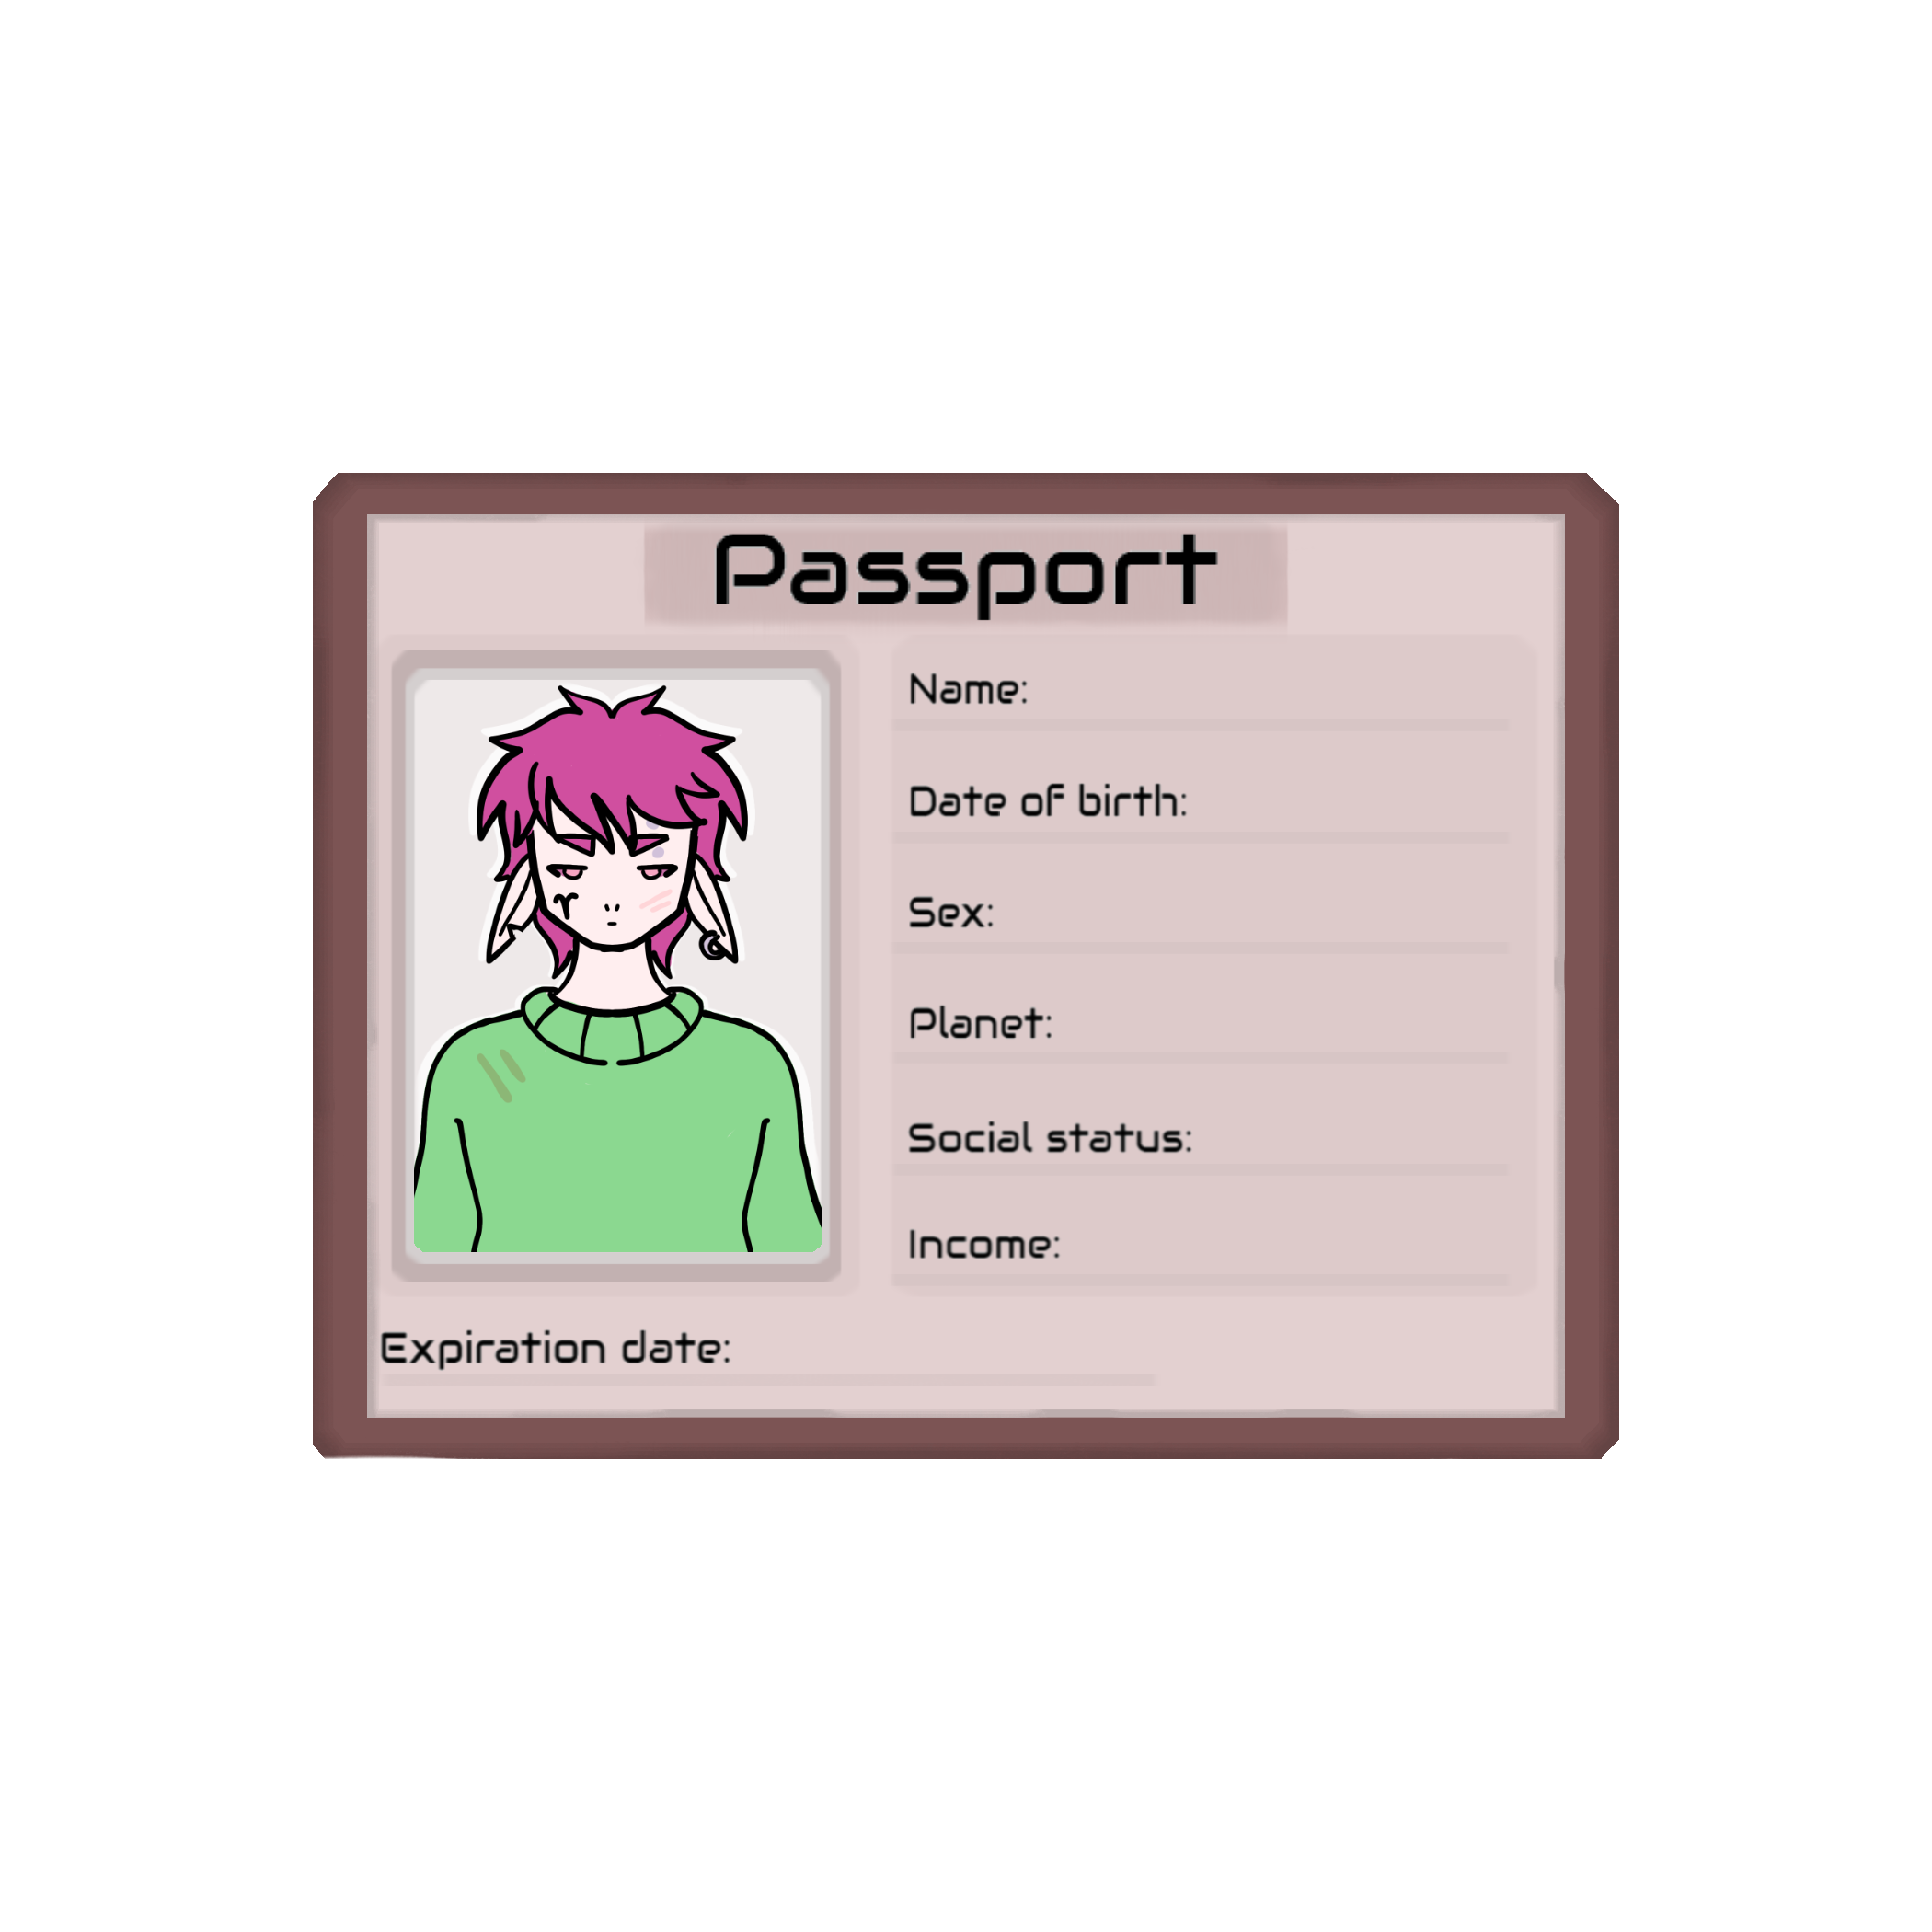 Passport
Name:
Date of birth:
Sex:
Planet:
Social status:
Income:
Expiration date: